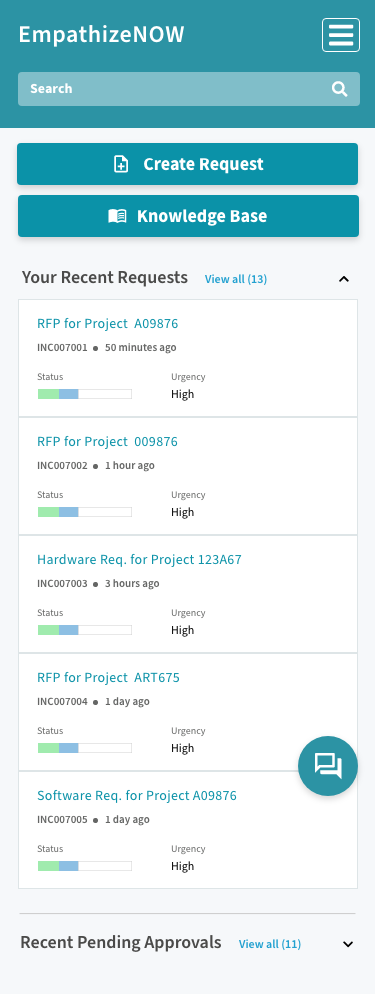 EmpathizeNOW
Search
Create Request
Knowledge Base
Your Recent Requests View all (13)
RFP for Project A09876
INC007001 ● 50 minutes ago
Status Urgency
High
RFP for Project 009876
INC007002 ● 1 hour ago
Status Urgency
High
Hardware Req. for Project 123A67
INC007003 ● 3 hours ago
Status Urgency
High
RFP for Project ART675
INC007004 ● 1 day ago
Status Urgency
High
Software Req. for Project A09876
INC007005 ● 1 day ago
Status Urgency
High
Recent Pending Approvals View all (11)